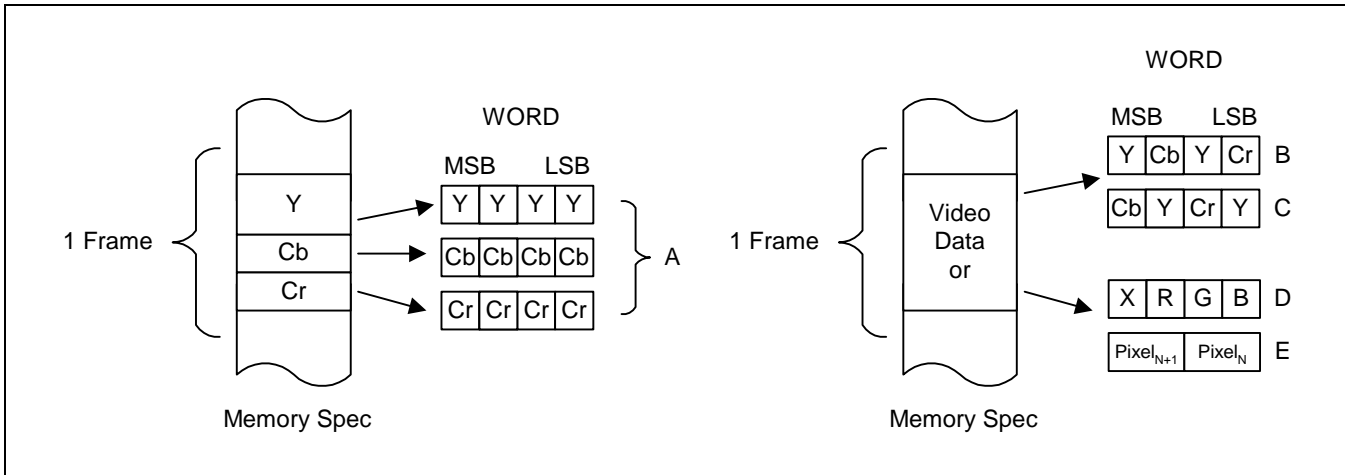 WORD
MSB LSB
Y
Y Y Y Y
1 Frame
Cb
Cb Cb Cb Cb
A
Cr
Cr Cr Cr Cr
Memory Spec
WORD
MSB LSB
Y Cb Y Cr B
Cb Y Cr Y C
1 Frame
Video
Data
or
X R G B D
PixelN+1 PixelN E
Memory Spec